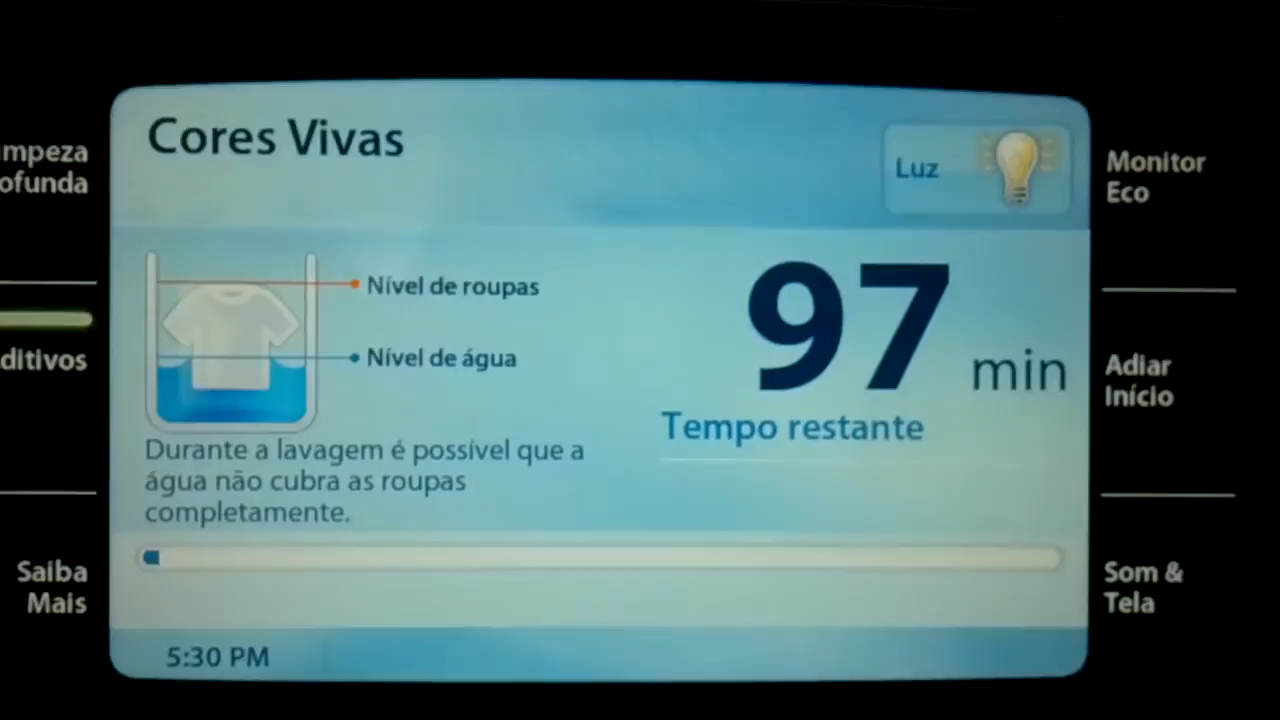 Cores Vivas
Luz
Nível de roupas
Nível de água
97 min
Tempo restante
Durante a lavagem é possível que a
água não cubra as roupas
completamente.
5:30 PM
Saiba
Mais
Monitor
Eco
Adiar
Início
Som &
Tela